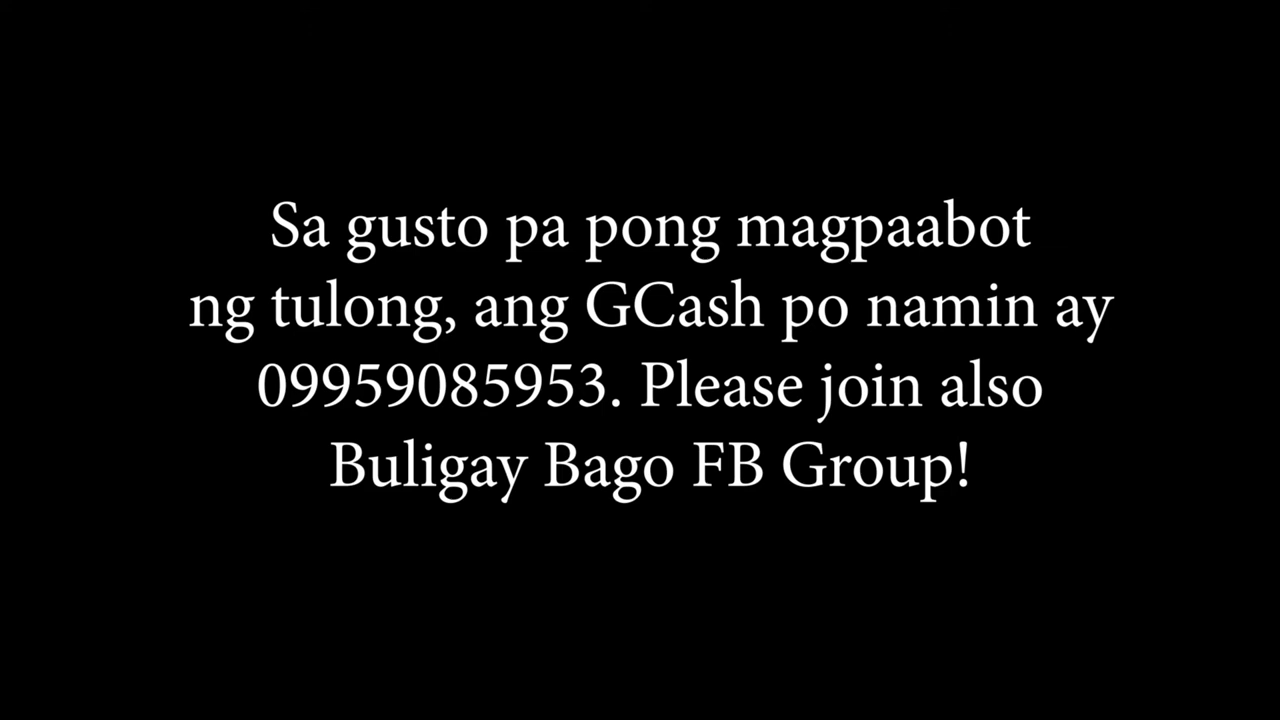 Sa gusto pa pong magpaabot
ng tulong, ang GCash po namin ay
09959085953. Please join also
Buligay Bago FB Group!